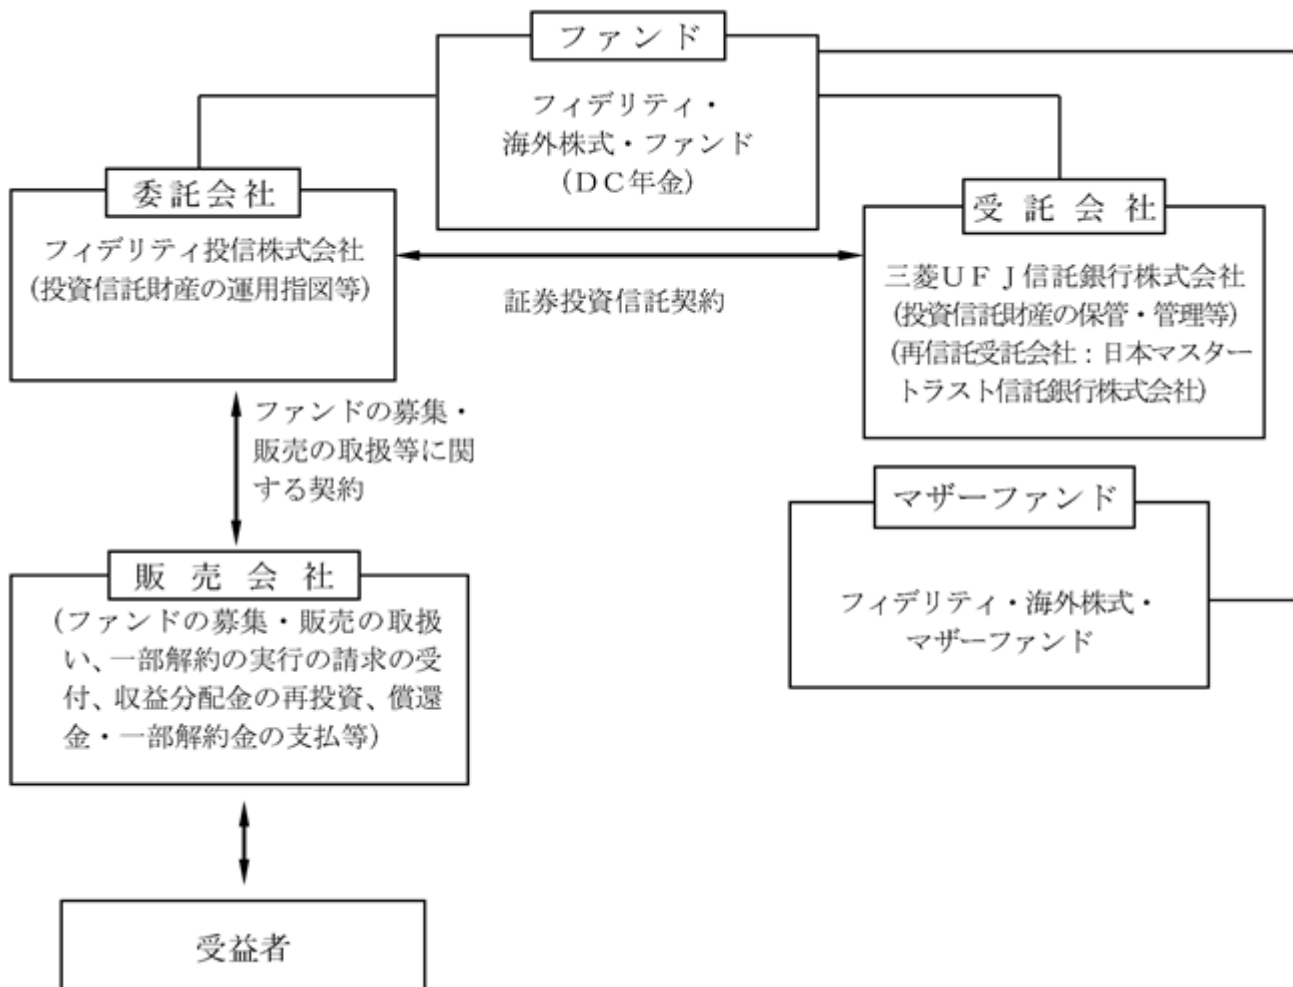 ファンド
フィデリティ・
海外株式・ファンド
(ＤＣ年金)
委託会社
フィデリティ投信株式会社
(投資信託財産の運用指図等)
証券投資信託契約
受託会社
三菱ＵＦＪ信託銀行株式会社
(投資信託財産の保管・管理等)
(再信託受託会社：日本マスター
トラスト信託銀行株式会社)
ファンドの募集・
販売の取扱等に関
する契約
マザーファンド
フィデリティ・海外株式・
マザーファンド
販売会社
(ファンドの募集・販売の取扱
い、一部解約の実行の請求の受
付、収益分配金の再投資、償還
金・一部解約金の支払等)
受益者